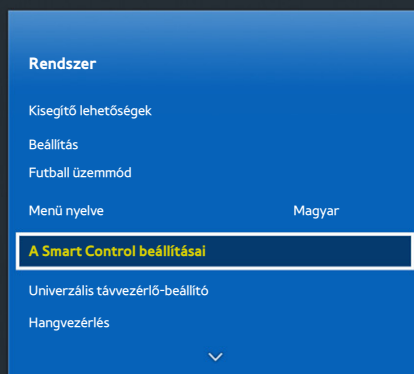 Rendszer
Kisegítő lehetőségek
Beállítás
Futball üzemmód
Menü nyelve Magyar
A Smart Control beállításai
Univerzális távvezérlő-beállító
Hangvezérlés